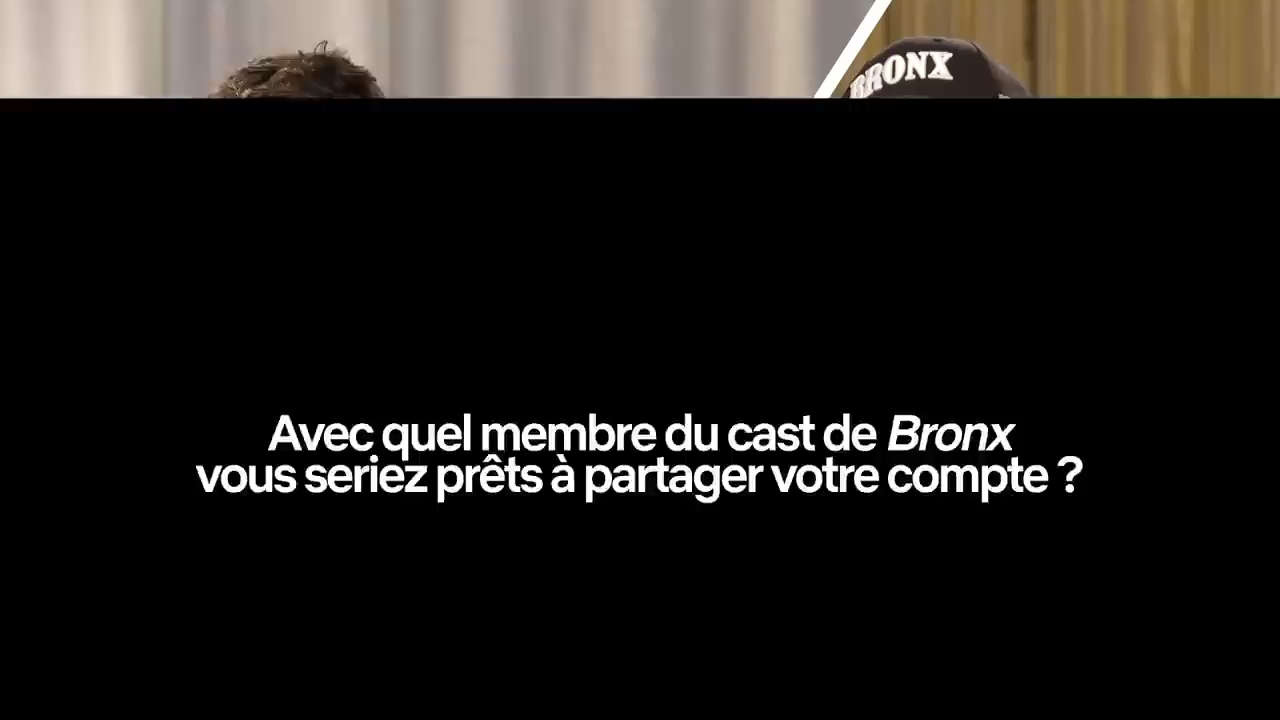 BRONX
Avec quel membre du cast de Bronx
vous seriez prêts à partager votre compte ?